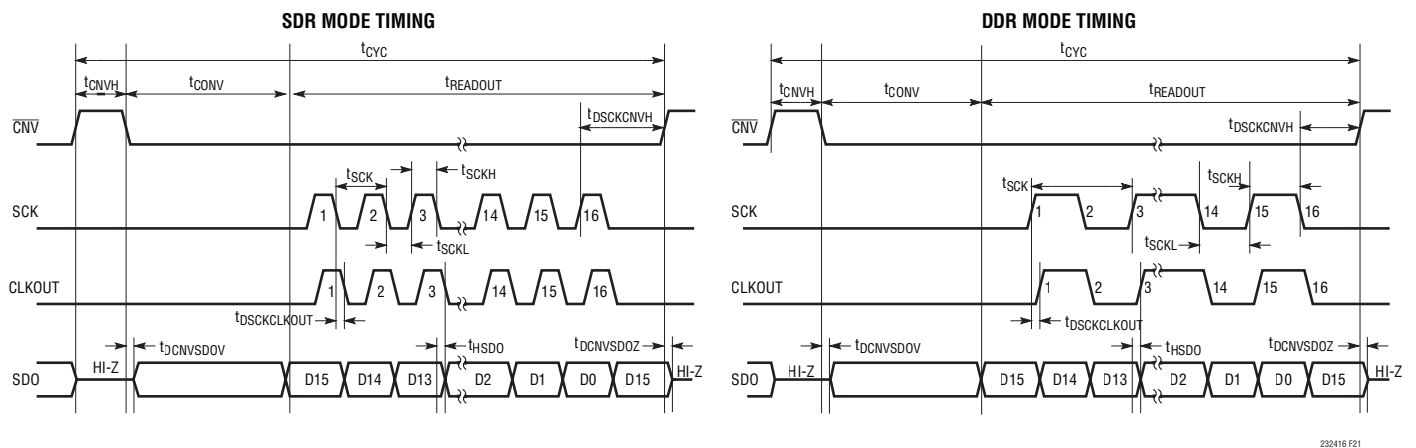 SDR MODE TIMING
tCYC
tCNVH
tCONV
tREADOUT
tDSCKCNVH
CNV
tSCK
tSCKH
SCK
1 2 3 14 15 16
tSCKL
CLKOUT
1 2 3 14 15 16
tDSCKCLKOUT
tDCNVSDOV
tHSDO
tDCNVSDOZ
SDO
HI-Z
D15 D14 D13 D2 D1 D0 D15
HI-Z
DDR MODE TIMING
tCYC
tCNVH
tCONV
tREADOUT
tDSCKCNVH
CNV
tSCK
tSCKH
SCK
1 2 3 14 15 16
tSCKL
CLKOUT
1 2 3 14 15 16
tDSCKCLKOUT
tDCNVSDOV
tHSDO
tDCNVSDOZ
SDO
HI-Z
D15 D14 D13 D2 D1 D0 D15
HI-Z
232416 F21